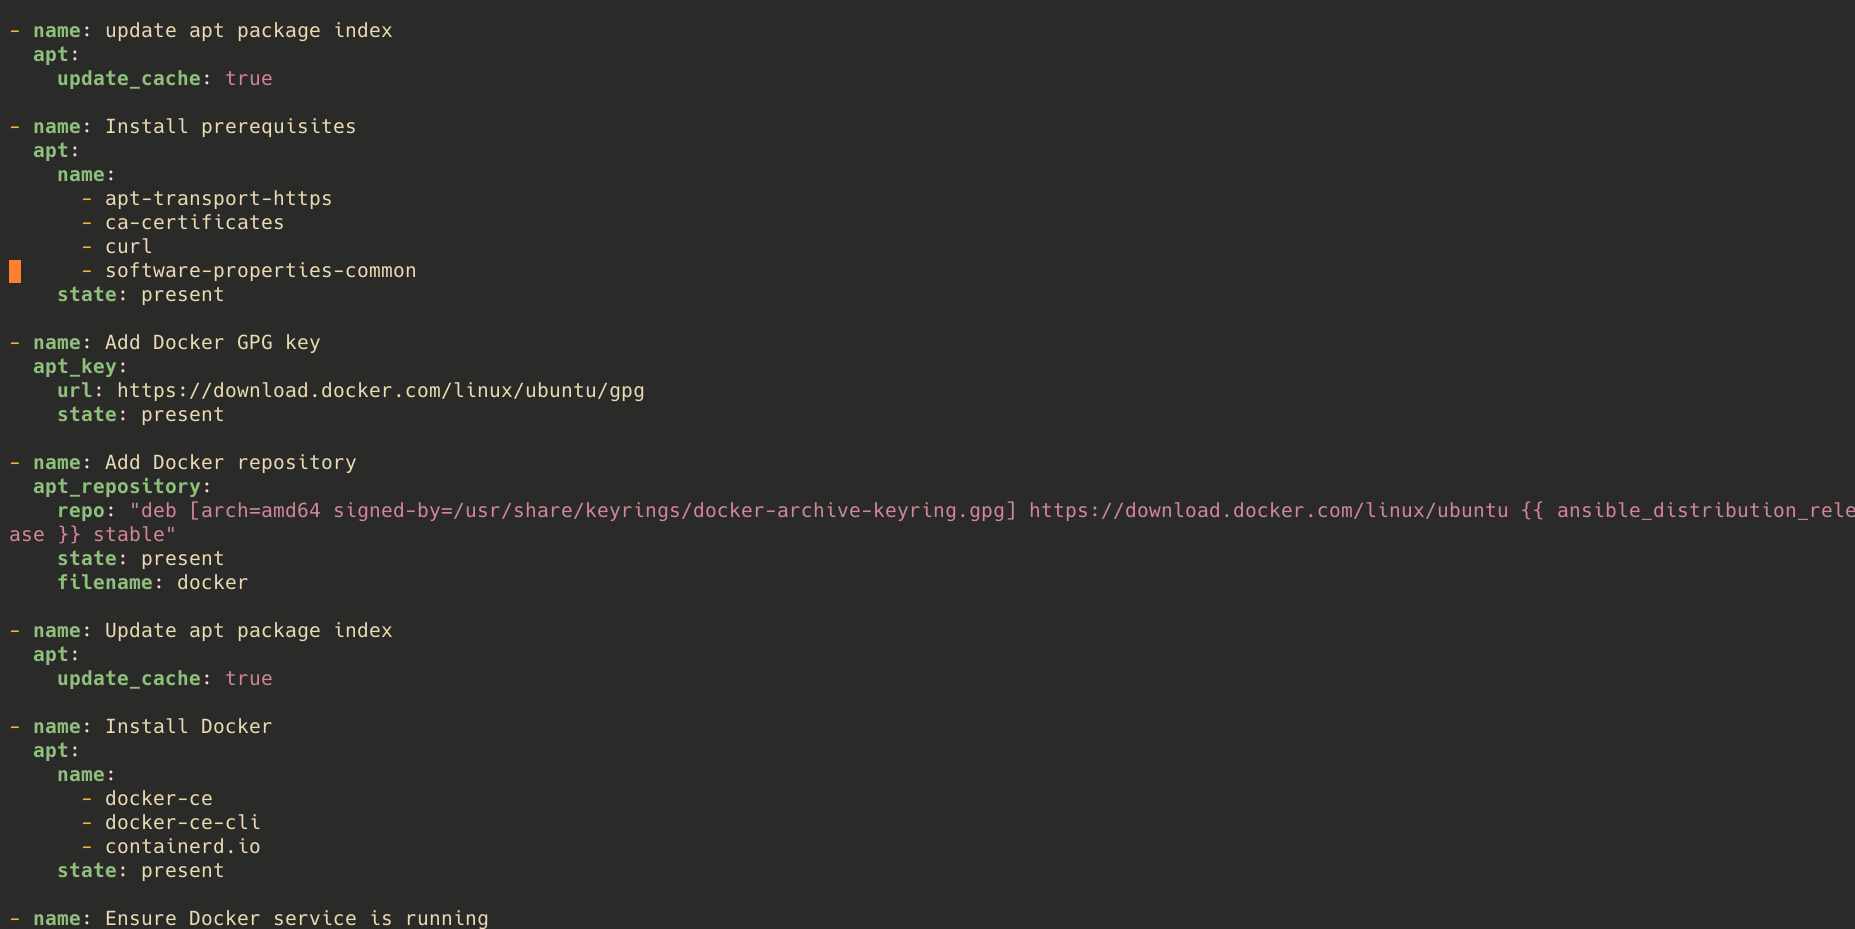 - name: update apt package index
  apt:
    update_cache: true

- name: Install prerequisites
  apt:
    name:
      - apt-transport-https
      - ca-certificates
      - curl
      - software-properties-common
    state: present

- name: Add Docker GPG key
  apt_key:
    url: https://download.docker.com/linux/ubuntu/gpg
    state: present

- name: Add Docker repository
  apt_repository:
    repo: "deb [arch=amd64 signed-by=/usr/share/keyrings/docker-archive-keyring.gpg] https://download.docker.com/linux/ubuntu {{ ansible_distribution_rele
ase }} stable"
    state: present
    filename: docker

- name: Update apt package index
  apt:
    update_cache: true

- name: Install Docker
  apt:
    name:
      - docker-ce
      - docker-ce-cli
      - containerd.io
    state: present

- name: Ensure Docker service is running